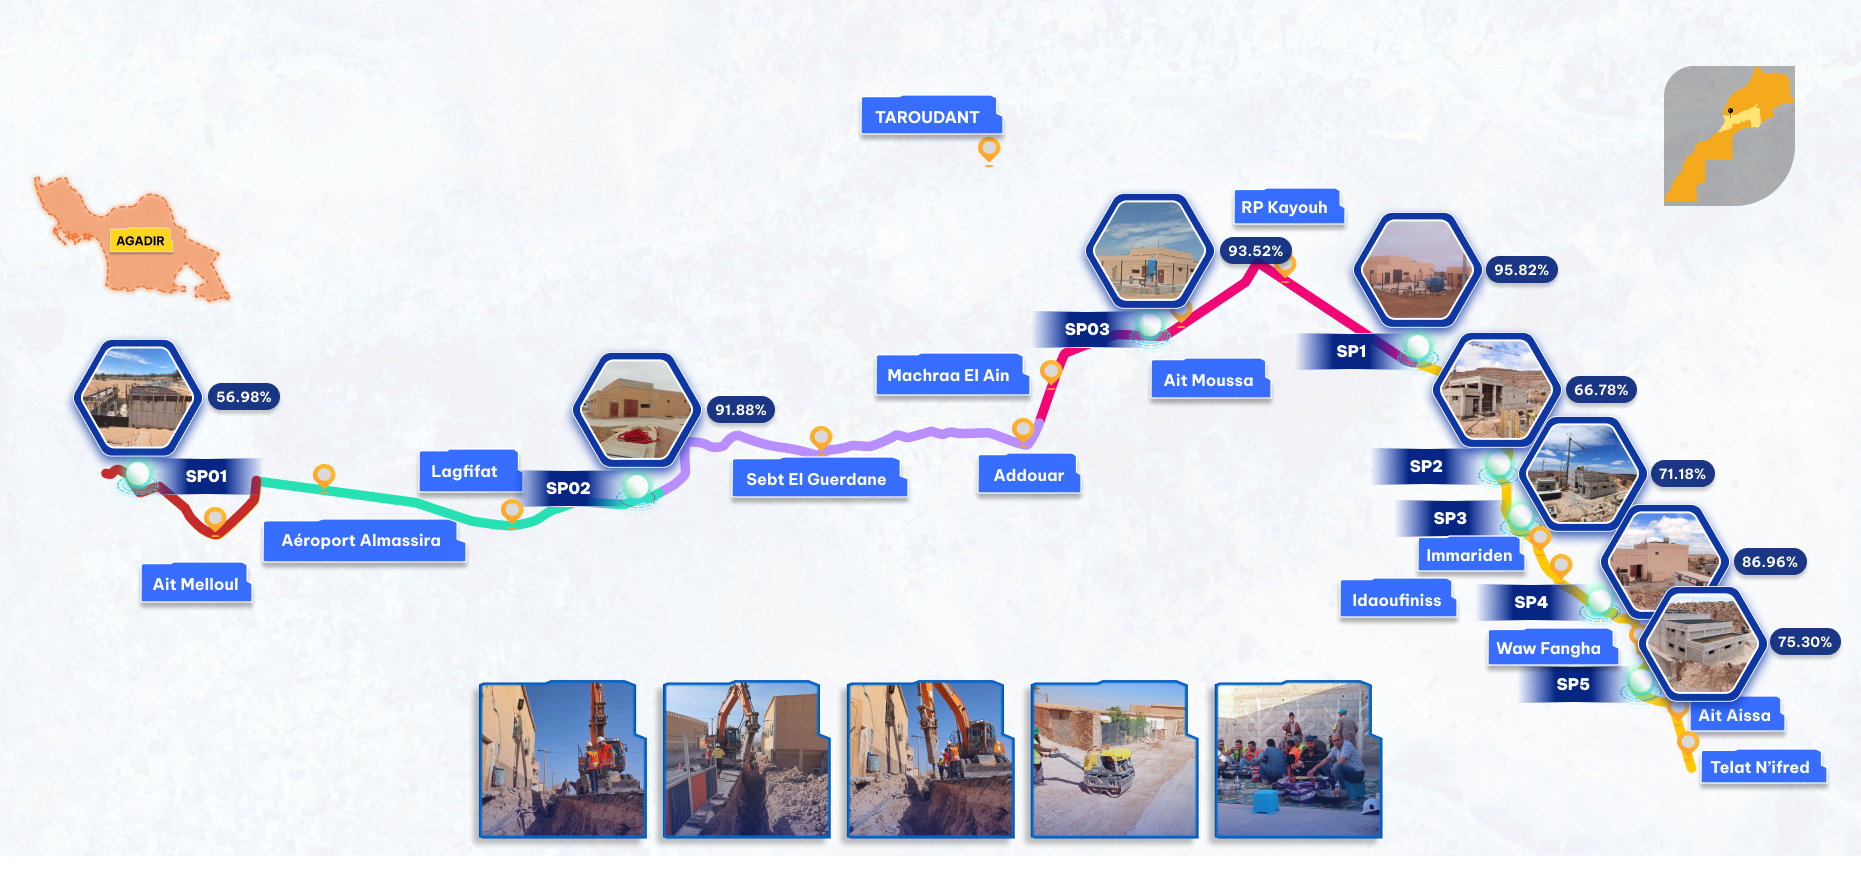 TAROUDANT
RP Kayouh
AGADIR
93.52%
95.82%
SP03
SP1
Machraa El Ain
Ait Moussa
56.98%
91.88%
66.78%
SP01
Lagfifat
SP02
Sebt El Guerdane
Addouar
SP2
71.18%
SP3
Aéroport Almassira
Immariden
86.96%
Ait Melloul
Idaoufiniss
SP4
Waw Fangha
75.30%
SP5
Ait Aissa
Telat N'ifred